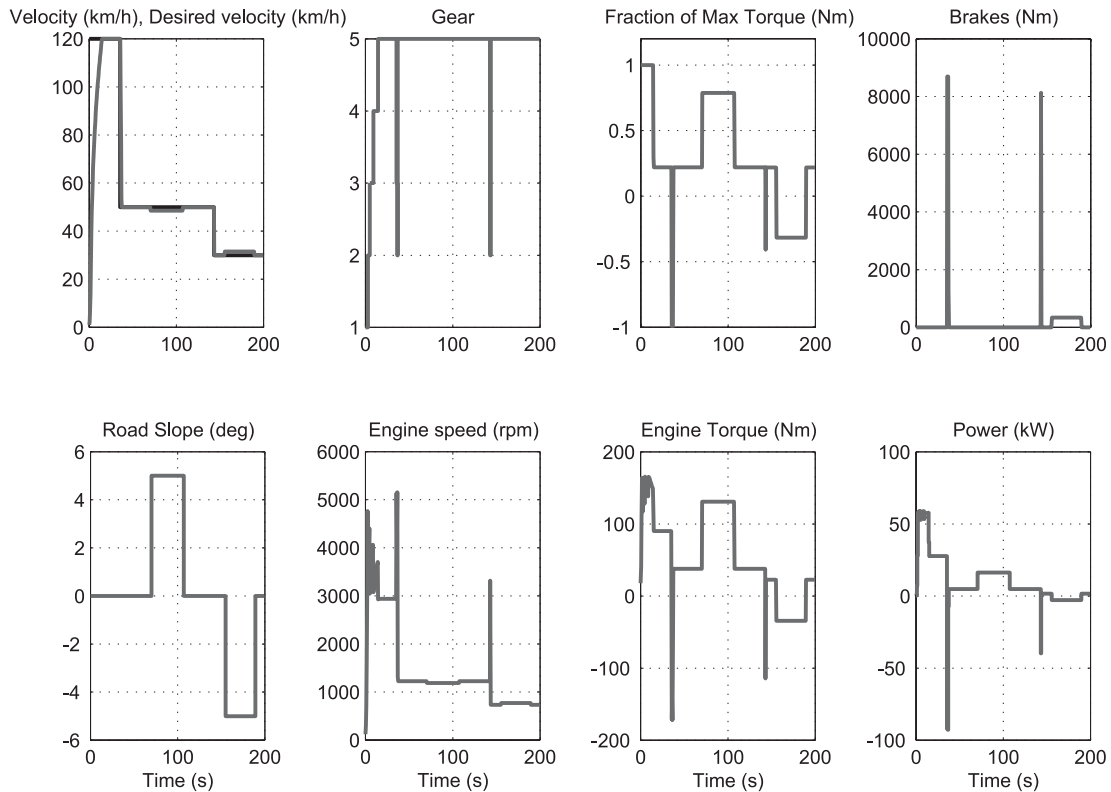 Velocity (km/h), Desired velocity (km/h)
Gear
Fraction of Max Torque (Nm)
Brakes (Nm)
120
100
80
60
40
20
0
0 100 200
5
4
3
2
1
0 100 200
1
0.5
0
-0.5
-1
0 100 200
10000
8000
6000
4000
2000
0
0 100 200
Road Slope (deg)
Engine speed (rpm)
Engine Torque (Nm)
Power (kW)
6
4
2
0
-2
-4
-6
0 100 200
Time (s)
6000
5000
4000
3000
2000
1000
0
0 100 200
Time (s)
200
100
0
-100
-200
0 100 200
Time (s)
100
50
0
-50
-100
0 100 200
Time (s)